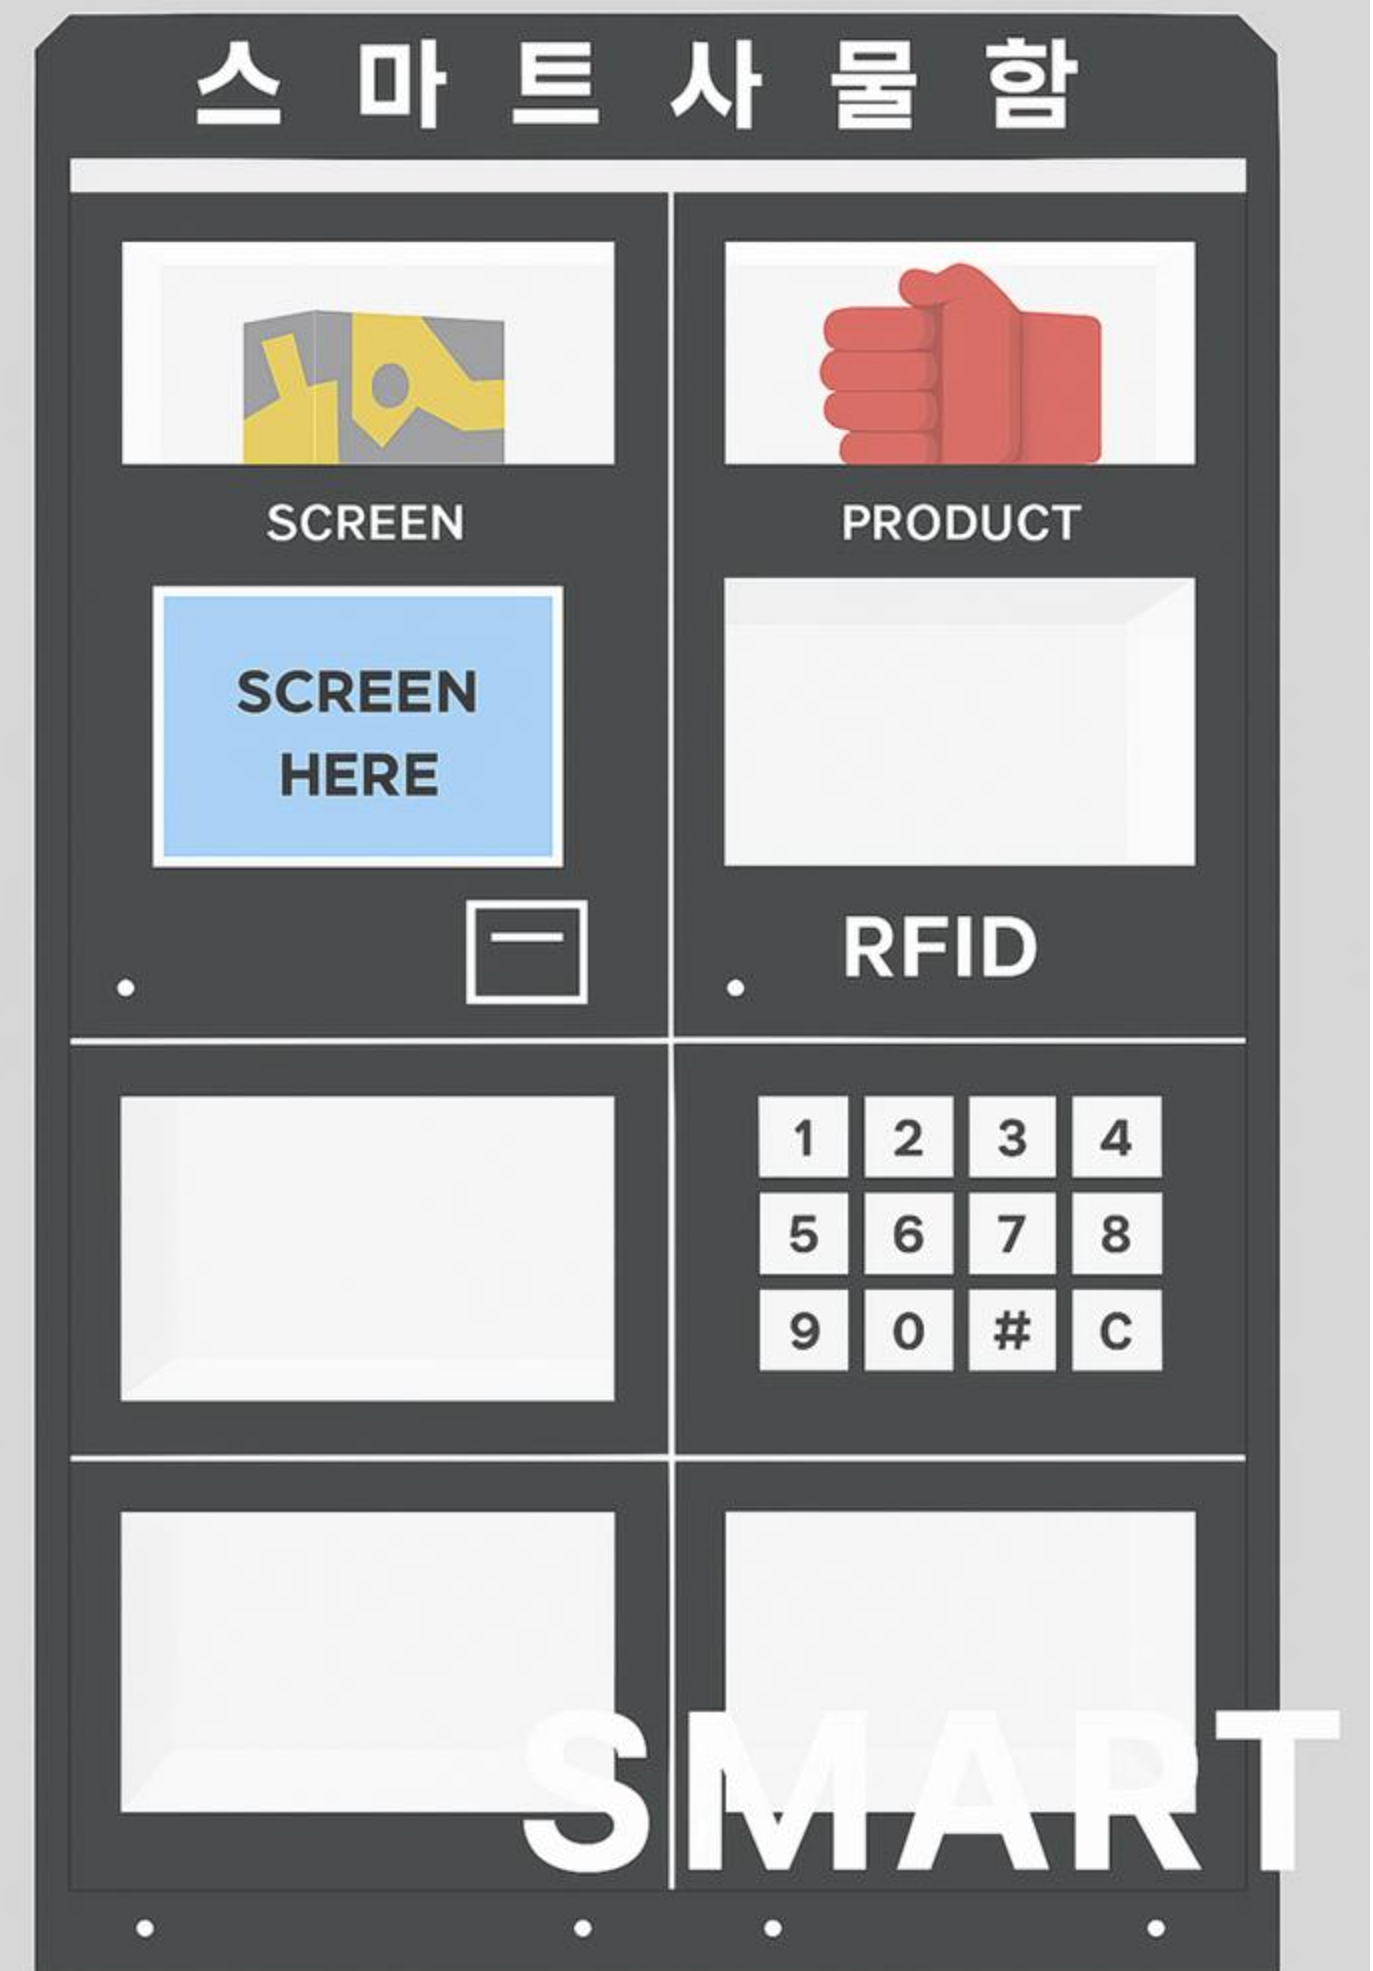 스마트사물함
SCREEN
PRODUCT
SCREEN
HERE
RFID
1 2 3 4
5 6 7 8
9 0 # C
SMART